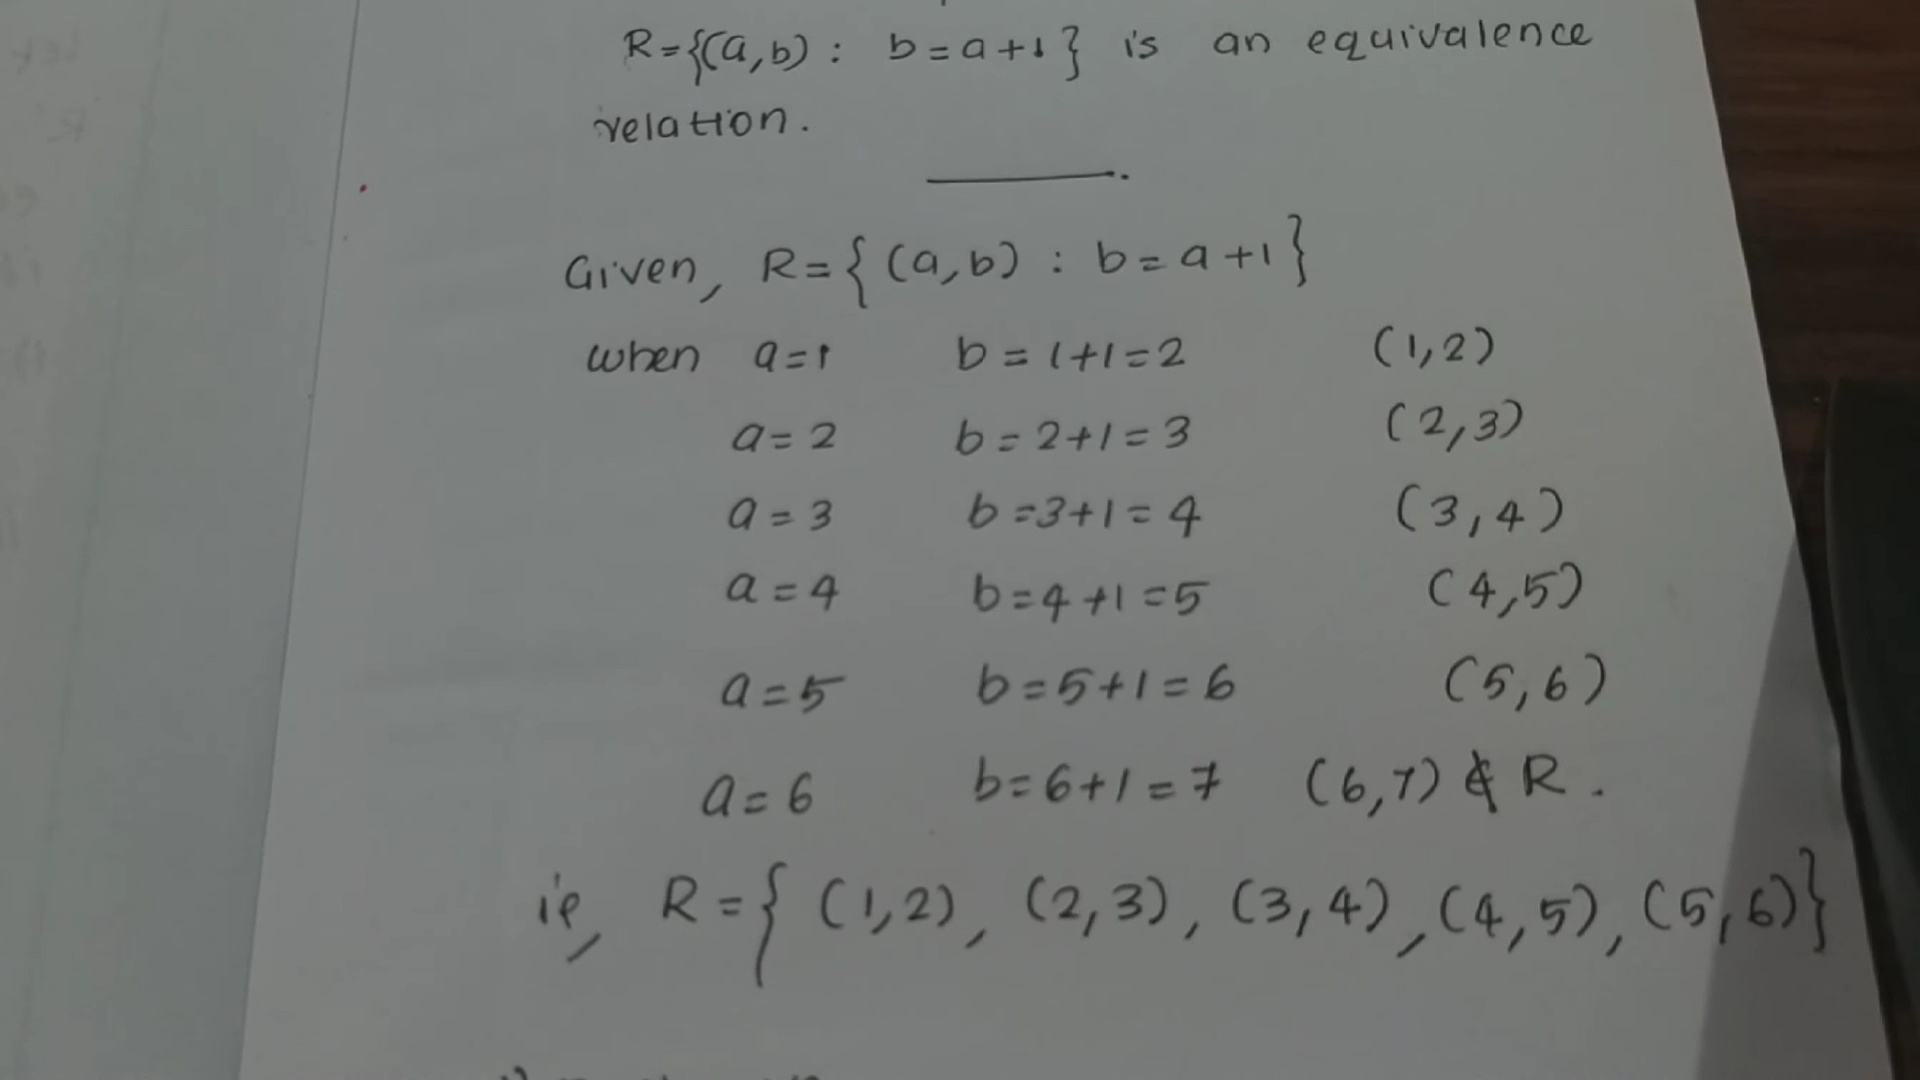 R={(a,b) : b=a+1} is an equivalence
relation.
Given, R={(a,b) : b=a+1}
when a=1 b=1+1=2 (1,2)
a=2 b=2+1=3 (2,3)
a=3 b=3+1=4 (3,4)
a=4 b=4+1=5 (4,5)
a=5 b=5+1=6 (5,6)
a=6 b=6+1=7 (6,7) ∉ R.
ie, R={(1,2), (2,3), (3,4), (4,5), (5,6)}